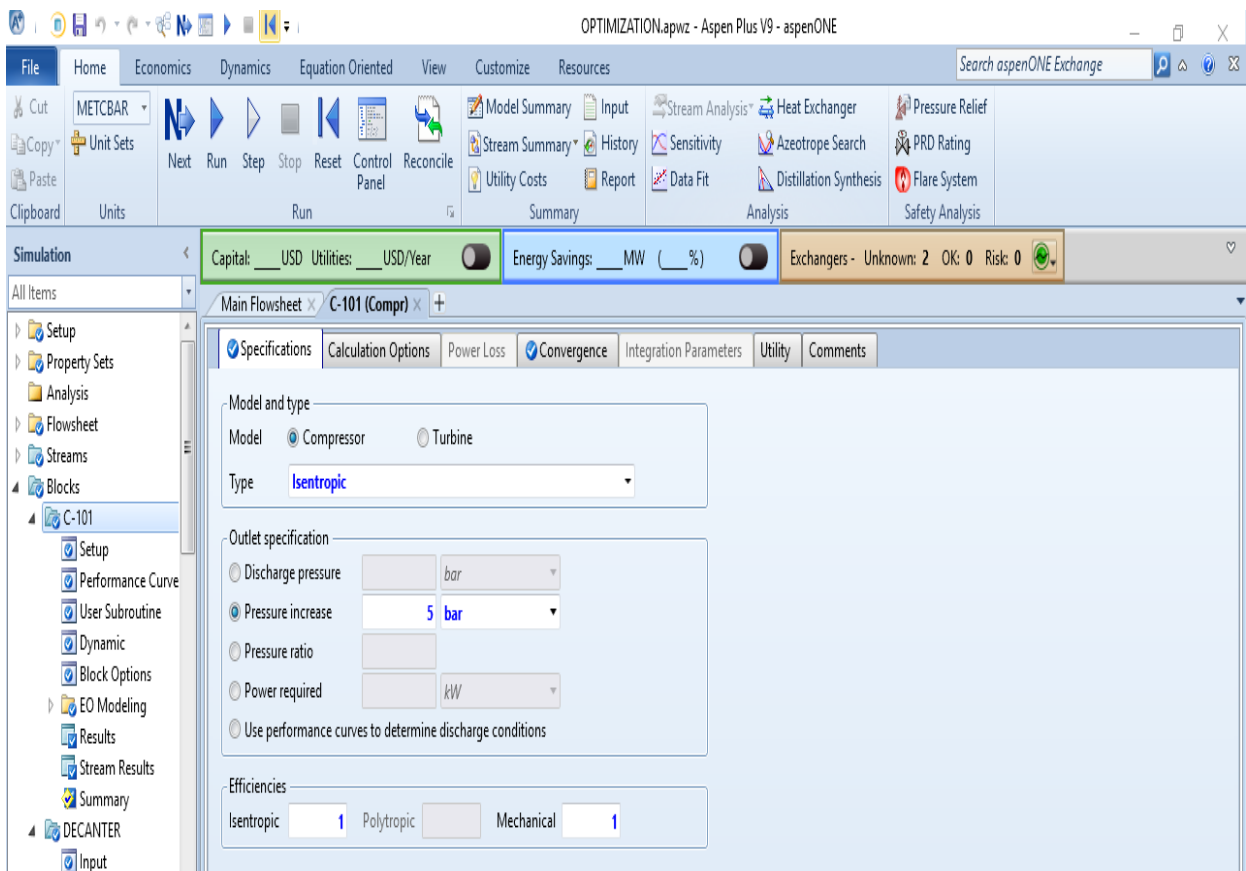 OPTIMIZATION.apwz - Aspen Plus V9 - aspenONE
File Home Economics Dynamics Equation Oriented View Customize Resources Search aspenONE Exchange
Cut METCBAR Model Summary Input Stream Analysis Heat Exchanger Pressure Relief
Copy Unit Sets Next Run Step Stop Reset Control Panel Reconcile Stream Summary History Sensitivity Azeotrope Search PRD Rating
Paste Utility Costs Report Data Fit Distillation Synthesis Flare System
Clipboard Units Run Summary Analysis Safety Analysis
Simulation
Capital: ____USD Utilities: ____USD/Year Energy Savings: ____MW (___%) Exchangers - Unknown: 2 OK: 0 Risk: 0
All Items
Main Flowsheet C-101 (Compr) +
Setup
Property Sets
Analysis
Flowsheet
Streams
Blocks
C-101
Setup
Performance Curve
User Subroutine
Dynamic
Block Options
EO Modeling
Results
Stream Results
Summary
DECANTER
Input
Specifications Calculation Options Power Loss Convergence Integration Parameters Utility Comments
Model and type
Model Compressor Turbine
Type Isentropic
Outlet specification
Discharge pressure bar
Pressure increase 5 bar
Pressure ratio
Power required kW
Use performance curves to determine discharge conditions
Efficiencies
Isentropic 1 Polytropic Mechanical 1